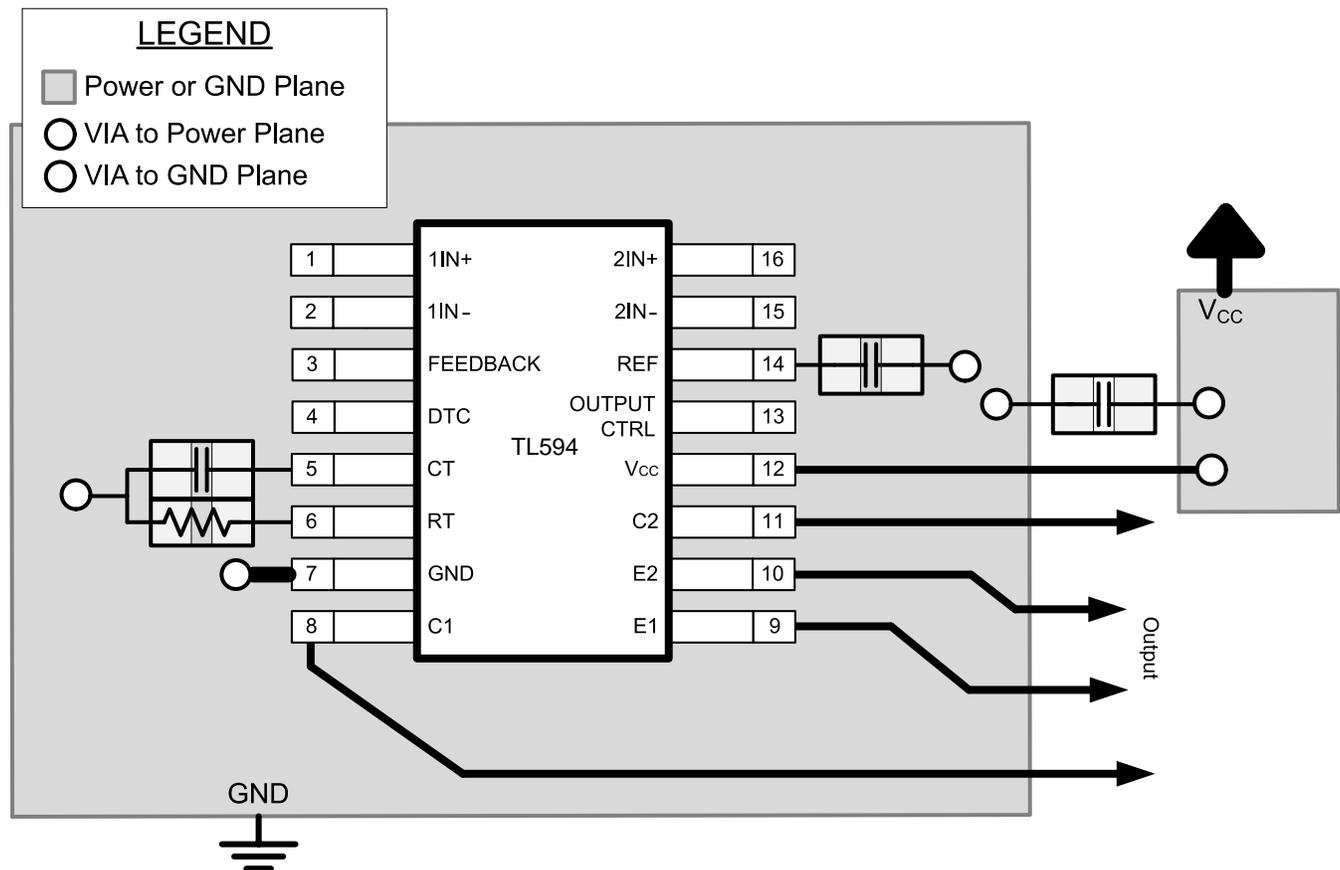 LEGEND
Power or GND Plane
VIA to Power Plane
VIA to GND Plane
1 1IN+ 2IN+ 16
2 1IN- 2IN- 15
3 FEEDBACK REF 14
4 DTC OUTPUT CTRL 13
TL594
5 CT VCC 12
6 RT C2 11
7 GND E2 10
8 C1 E1 9
VCC
Output
GND